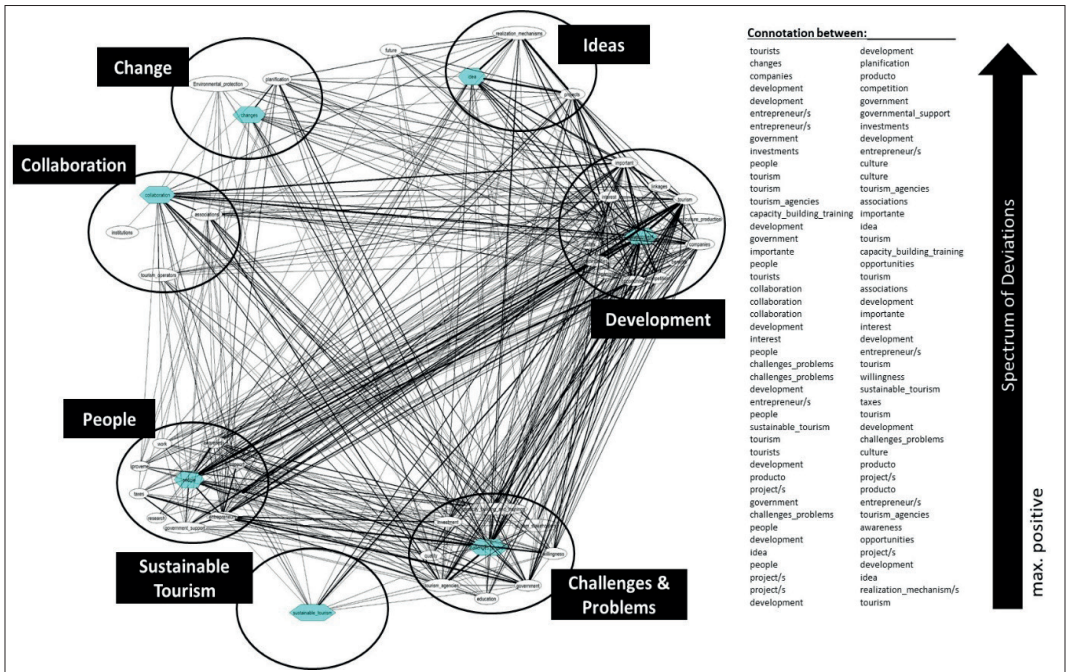 realization_mechanisms
Ideas
future
idea
Change
Environmental_protection
planification
projects
changes
Collaboration
important
linkages
collaboration
associations
tourism
institutions
companies
tourism_operators
Development
People
work
people
taxes
research
government_support
investment
willingness
tourism_agencies
government
education
Sustainable
Tourism
Challenges &
Problems
sustainable_tourism
Connotation between:
tourists development
changes planification
companies producto
development competition
development government
entrepreneur/s governmental_support
entrepreneur/s investments
government development
investments entrepreneur/s
people culture
tourism culture
tourism tourism_agencies
tourism_agencies associations
capacity_building_training importante
development idea
government tourism
importante capacity_building_training
people opportunities
tourists tourism
collaboration associations
collaboration development
collaboration importante
development interest
interest development
people entrepreneur/s
challenges_problems tourism
challenges_problems willingness
development sustainable_tourism
entrepreneur/s taxes
people tourism
sustainable_tourism development
tourism challenges_problems
tourists culture
development producto
producto project/s
project/s producto
government entrepreneur/s
challenges_problems tourism_agencies
people awareness
development opportunities
idea project/s
people development
project/s idea
project/s realization_mechanism/s
development tourism
Spectrum of Deviations
max. positive